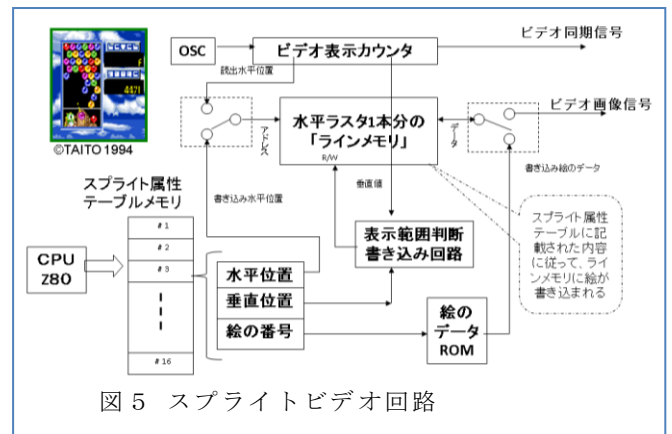 OSC
ビデオ表示カウンタ
ビデオ同期信号
読出水平位置
水平ラスタ1本分の
「ラインメモリ」
R/W
アドレス
データ
ビデオ画像信号
©TAITO 1994
4471
スプライト属性
テーブルメモリ
書き込み水平位置
垂直値
書き込み絵のデータ
#1
#2
#3
#16
CPU
Z80
表示範囲判断
書き込み回路
スプライト属性
テーブルに記
載された内容
に従って、ライ
ンメモリに絵が
書き込まれる
水平位置
垂直位置
絵の番号
絵の
データ
ROM
図5 スプライトビデオ回路